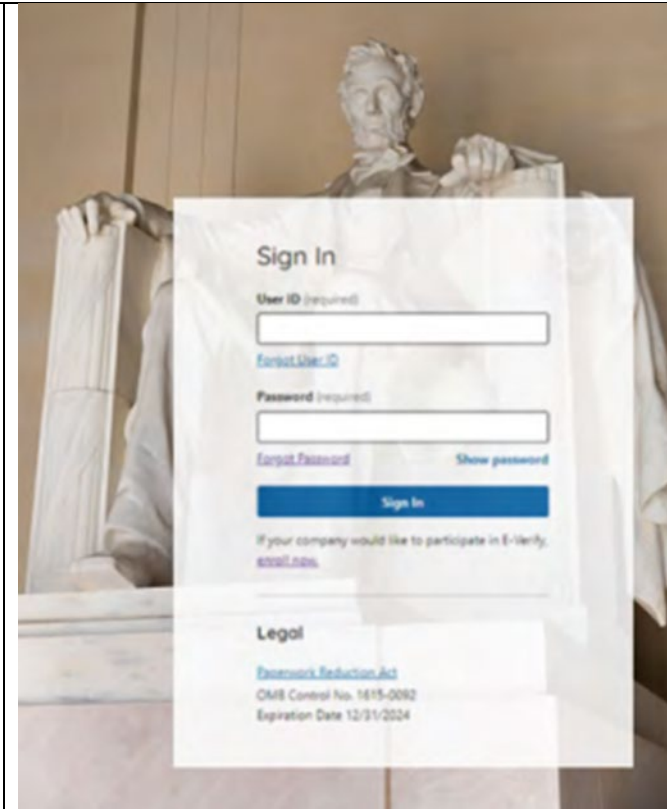 Sign In
User ID (required)
Forgot User ID
Password (required)
Forgot Password
Show password
Sign In
If your company would like to participate in E-Verify,
enroll now.
Legal
Paperwork Reduction Act
OMB Control No. 1615-0092
Expiration Date 12/31/2024